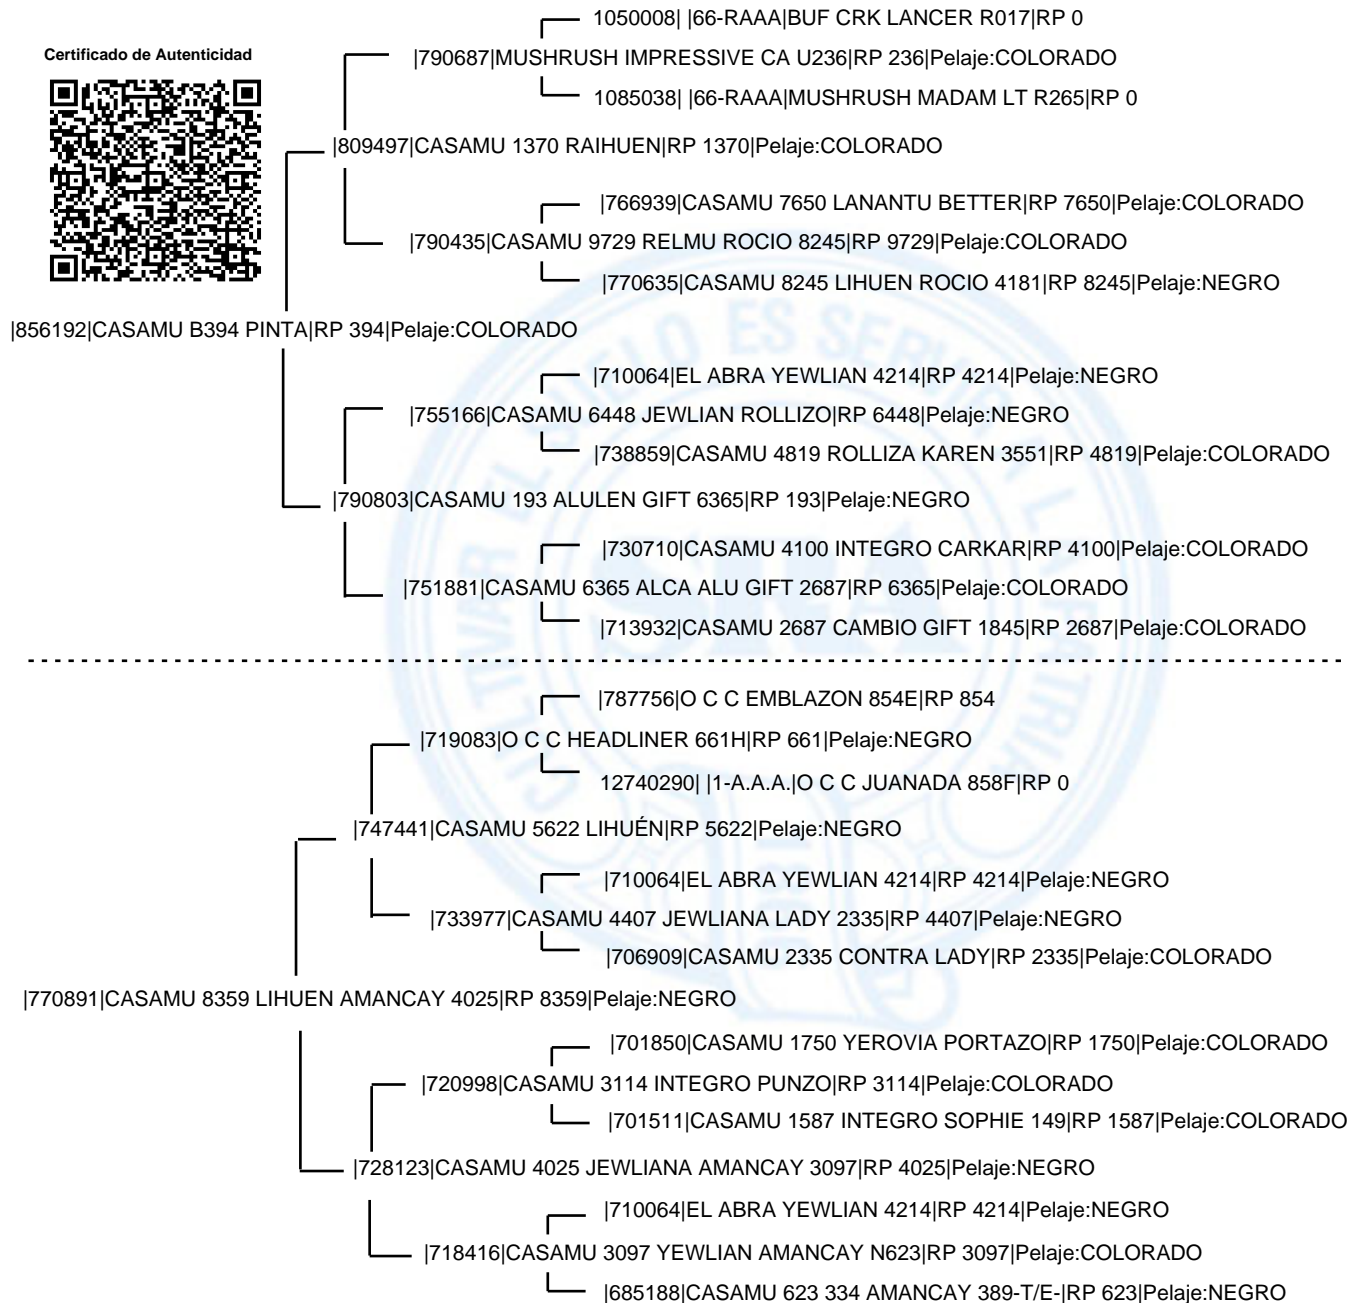 1050008| |66-RAAA|BUF CRK LANCER R017|RP 0
Certificado de Autenticidad
|790687|MUSHRUSH IMPRESSIVE CA U236|RP 236|Pelaje:COLORADO
1085038| |66-RAAA|MUSHRUSH MADAM LT R265|RP 0
|809497|CASAMU 1370 RAIHUEN|RP 1370|Pelaje:COLORADO
|766939|CASAMU 7650 LANANTU BETTER|RP 7650|Pelaje:COLORADO
|790435|CASAMU 9729 RELMU ROCIO 8245|RP 9729|Pelaje:COLORADO
|770635|CASAMU 8245 LIHUEN ROCIO 4181|RP 8245|Pelaje:NEGRO
|856192|CASAMU B394 PINTA|RP 394|Pelaje:COLORADO
|710064|EL ABRA YEWLIAN 4214|RP 4214|Pelaje:NEGRO
|755166|CASAMU 6448 JEWLIAN ROLLIZO|RP 6448|Pelaje:NEGRO
|738859|CASAMU 4819 ROLLIZA KAREN 3551|RP 4819|Pelaje:COLORADO
|790803|CASAMU 193 ALULEN GIFT 6365|RP 193|Pelaje:NEGRO
|730710|CASAMU 4100 INTEGRO CARKAR|RP 4100|Pelaje:COLORADO
|751881|CASAMU 6365 ALCA ALU GIFT 2687|RP 6365|Pelaje:COLORADO
|713932|CASAMU 2687 CAMBIO GIFT 1845|RP 2687|Pelaje:COLORADO
|787756|O C C EMBLAZON 854E|RP 854
|719083|O C C HEADLINER 661H|RP 661|Pelaje:NEGRO
12740290| |1-A.A.A.|O C C JUANADA 858F|RP 0
|747441|CASAMU 5622 LIHUÉN|RP 5622|Pelaje:NEGRO
|710064|EL ABRA YEWLIAN 4214|RP 4214|Pelaje:NEGRO
|733977|CASAMU 4407 JEWLIANA LADY 2335|RP 4407|Pelaje:NEGRO
|706909|CASAMU 2335 CONTRA LADY|RP 2335|Pelaje:COLORADO
|770891|CASAMU 8359 LIHUEN AMANCAY 4025|RP 8359|Pelaje:NEGRO
|701850|CASAMU 1750 YEROVIA PORTAZO|RP 1750|Pelaje:COLORADO
|720998|CASAMU 3114 INTEGRO PUNZO|RP 3114|Pelaje:COLORADO
|701511|CASAMU 1587 INTEGRO SOPHIE 149|RP 1587|Pelaje:COLORADO
|728123|CASAMU 4025 JEWLIANA AMANCAY 3097|RP 4025|Pelaje:NEGRO
|710064|EL ABRA YEWLIAN 4214|RP 4214|Pelaje:NEGRO
|718416|CASAMU 3097 YEWLIAN AMANCAY N623|RP 3097|Pelaje:COLORADO
|685188|CASAMU 623 334 AMANCAY 389-T/E-|RP 623|Pelaje:NEGRO
CULTIVAR EL SUELO ES SERVIR A LA PATRIA
SRA
1866